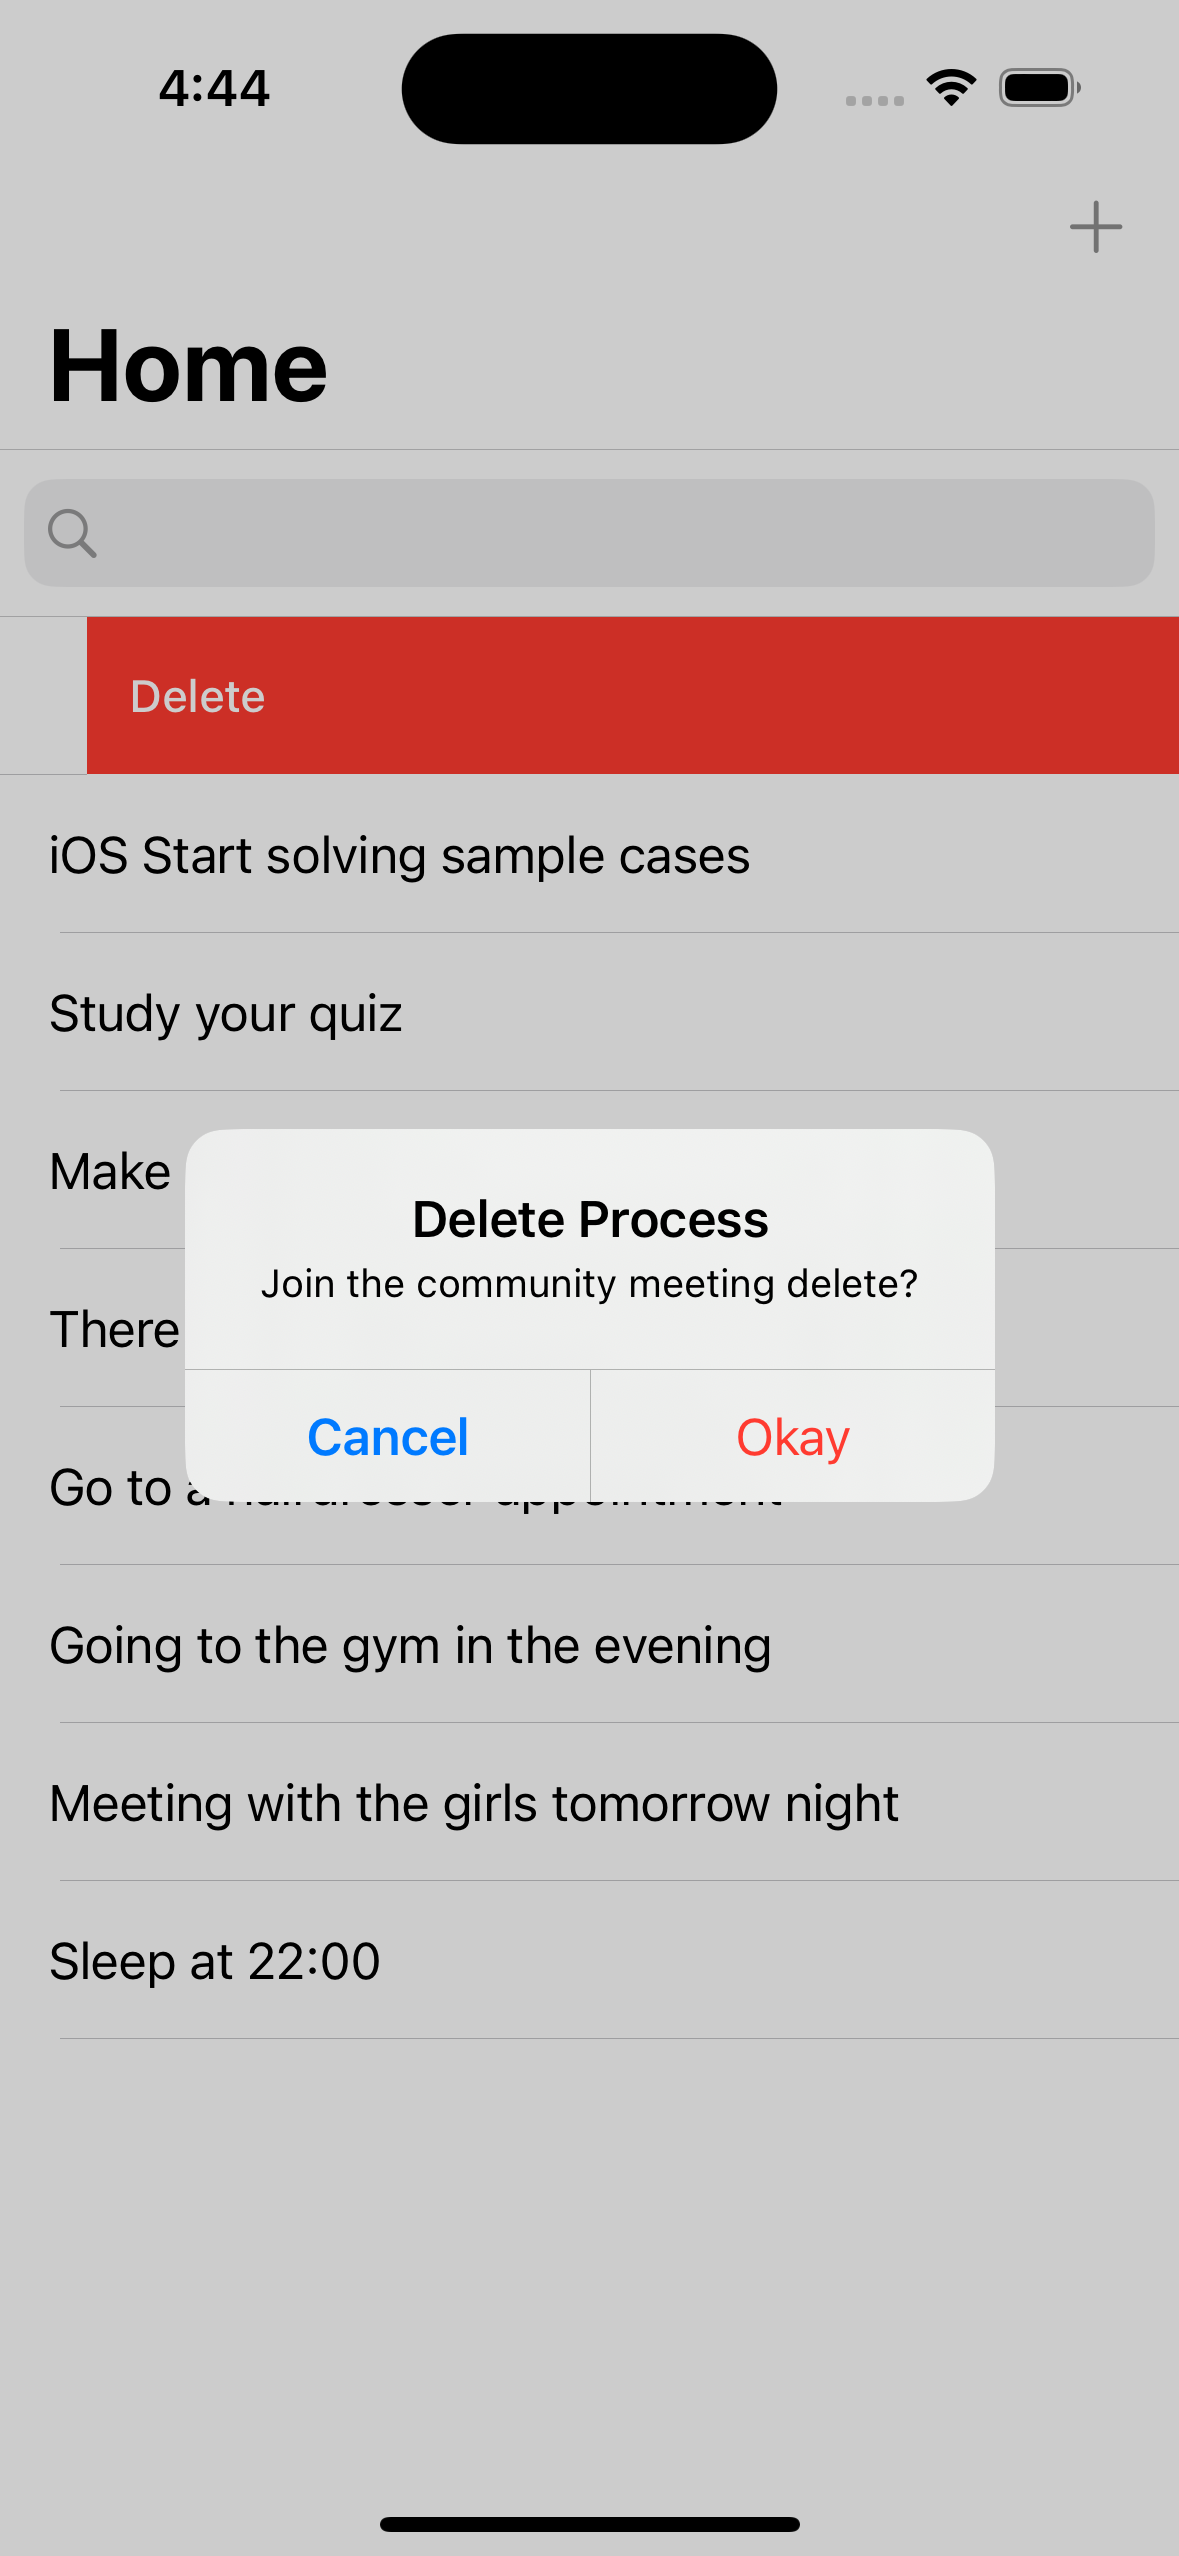 4:44
Home
Delete
iOS Start solving sample cases
Study your quiz
Make
Delete Process
Join the community meeting delete?
There
Cancel
Okay
Go to a hairdresser appointment
Going to the gym in the evening
Meeting with the girls tomorrow night
Sleep at 22:00